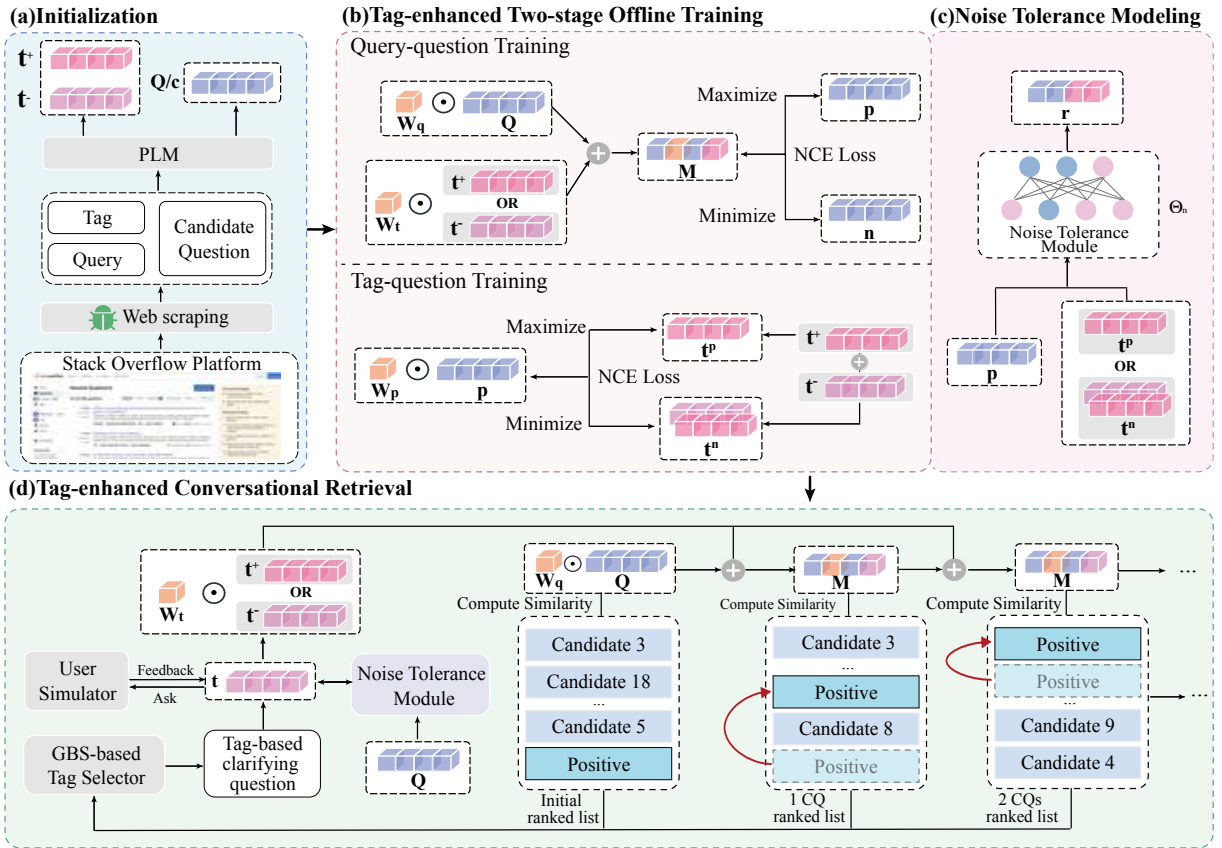 (a)Initialization
t+
t-
Q/c
PLM
Tag
Query
Candidate
Question
Web scraping
Stack Overflow Platform
(b)Tag-enhanced Two-stage Offline Training
Query-question Training
Wq
Q
Wt
t+
OR
t-
M
Maximize
NCE Loss
Minimize
p
n
Tag-question Training
Wp
p
Maximize
NCE Loss
Minimize
tp
tn
t+
t-
(c)Noise Tolerance Modeling
r
Noise Tolerance
Module
Θn
p
tp
OR
tn
(d)Tag-enhanced Conversational Retrieval
Wt
t+
OR
t-
User
Simulator
Feedback
Ask
t
Noise Tolerance
Module
GBS-based
Tag Selector
Tag-based
clarifying
question
Q
Wq
Q
Compute Similarity
Candidate 3
Candidate 18
...
Candidate 5
Positive
Initial
ranked list
M
Compute Similarity
Candidate 3
...
Positive
Candidate 8
Positive
1 CQ
ranked list
M
Compute Similarity
Positive
Positive
...
Candidate 9
Candidate 4
2 CQs
ranked list
...
...